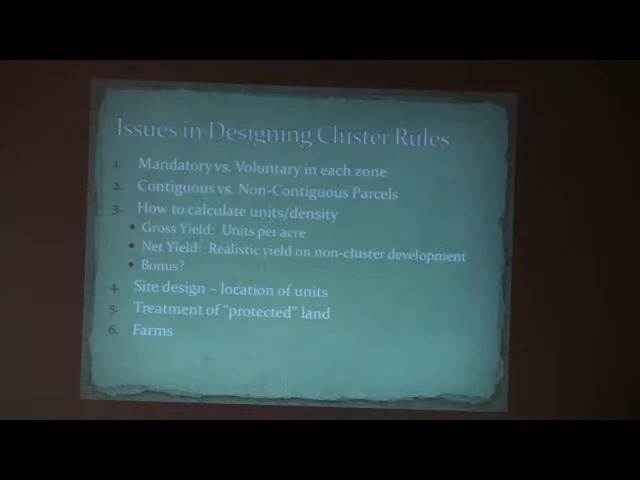 Issues in Designing Cluster Rules
1. Mandatory vs. Voluntary in each zone
2. Contiguous vs. Non-Contiguous Parcels
3. How to calculate units/density
• Gross Yield: Units per acre
• Net Yield: Realistic yield on non-cluster development
• Bonus?
4. Site design – location of units
5. Treatment of “protected” land
6. Farms